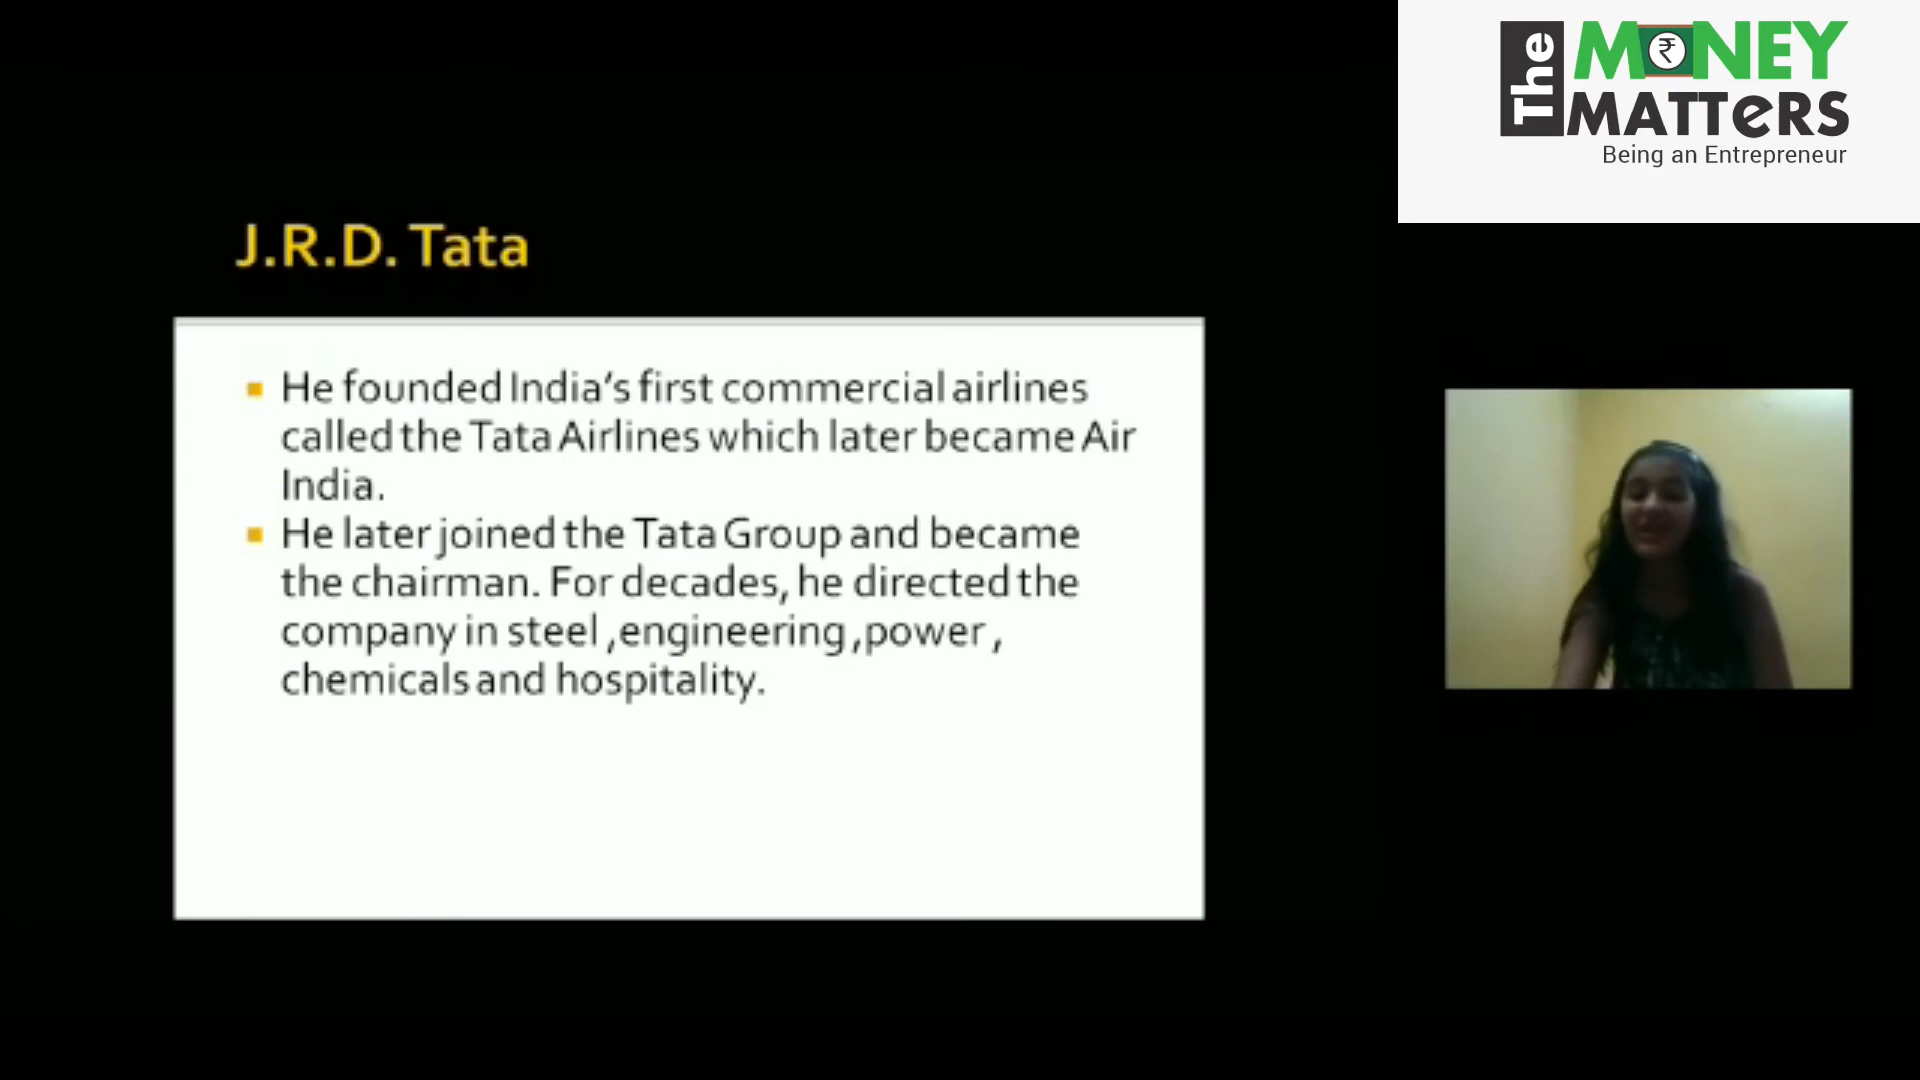 The
MONEY
MATTERS
Being an Entrepreneur
J.R.D. Tata
He founded India's first commercial airlines
called the Tata Airlines which later became Air
India.
He later joined the Tata Group and became
the chairman. For decades, he directed the
company in steel ,engineering ,power ,
chemicals and hospitality.